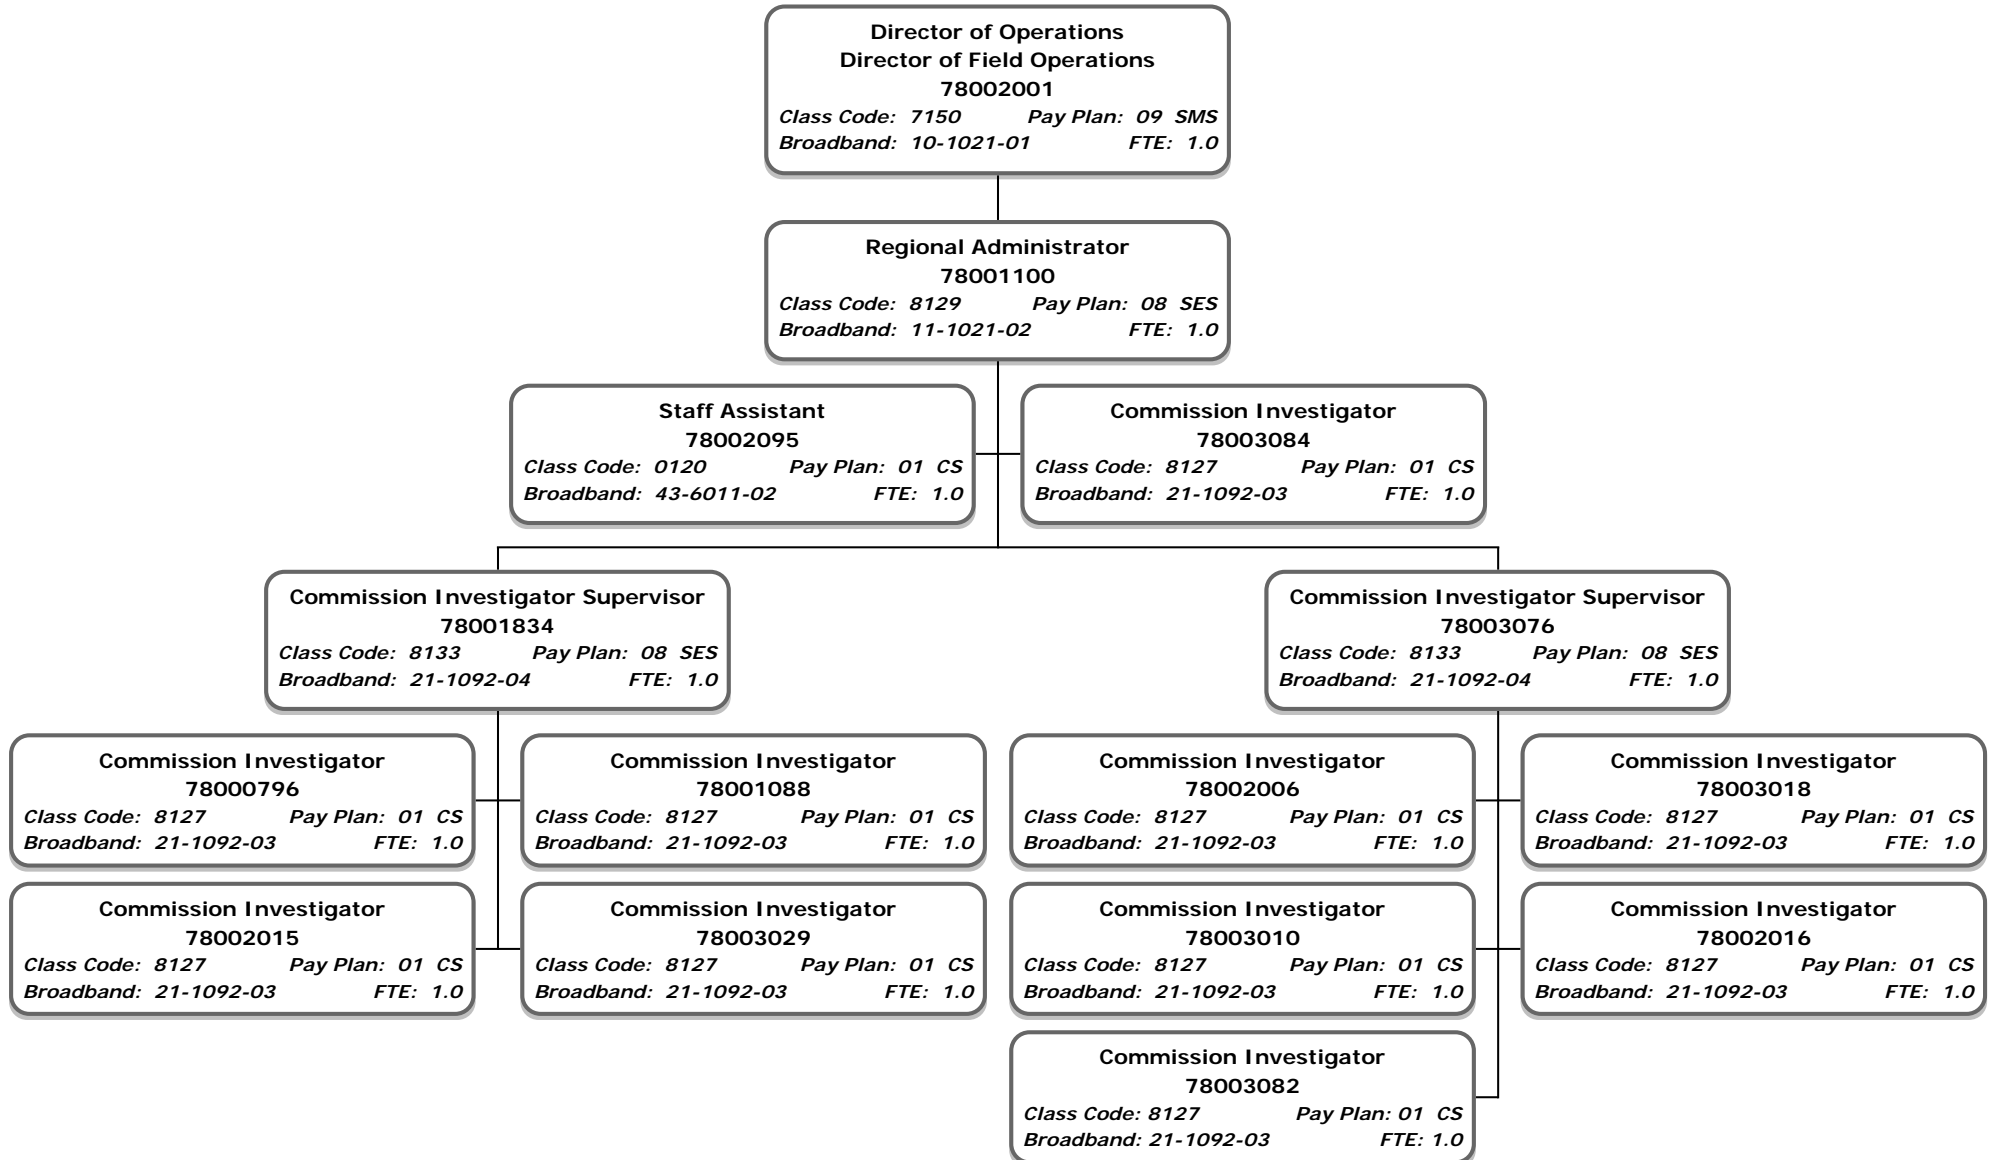 Director of Operations
Director of Field Operations
78002001
Class Code: 7150 Pay Plan: 09 SMS
Broadband: 10-1021-01 FTE: 1.0
Regional Administrator
78001100
Class Code: 8129 Pay Plan: 08 SES
Broadband: 11-1021-02 FTE: 1.0
Staff Assistant
78002095
Class Code: 0120 Pay Plan: 01 CS
Broadband: 43-6011-02 FTE: 1.0
Commission Investigator
78003084
Class Code: 8127 Pay Plan: 01 CS
Broadband: 21-1092-03 FTE: 1.0
Commission Investigator Supervisor
78001834
Class Code: 8133 Pay Plan: 08 SES
Broadband: 21-1092-04 FTE: 1.0
Commission Investigator Supervisor
78003076
Class Code: 8133 Pay Plan: 08 SES
Broadband: 21-1092-04 FTE: 1.0
Commission Investigator
78000796
Class Code: 8127 Pay Plan: 01 CS
Broadband: 21-1092-03 FTE: 1.0
Commission Investigator
78001088
Class Code: 8127 Pay Plan: 01 CS
Broadband: 21-1092-03 FTE: 1.0
Commission Investigator
78002006
Class Code: 8127 Pay Plan: 01 CS
Broadband: 21-1092-03 FTE: 1.0
Commission Investigator
78003018
Class Code: 8127 Pay Plan: 01 CS
Broadband: 21-1092-03 FTE: 1.0
Commission Investigator
78002015
Class Code: 8127 Pay Plan: 01 CS
Broadband: 21-1092-03 FTE: 1.0
Commission Investigator
78003029
Class Code: 8127 Pay Plan: 01 CS
Broadband: 21-1092-03 FTE: 1.0
Commission Investigator
78003010
Class Code: 8127 Pay Plan: 01 CS
Broadband: 21-1092-03 FTE: 1.0
Commission Investigator
78002016
Class Code: 8127 Pay Plan: 01 CS
Broadband: 21-1092-03 FTE: 1.0
Commission Investigator
78003082
Class Code: 8127 Pay Plan: 01 CS
Broadband: 21-1092-03 FTE: 1.0